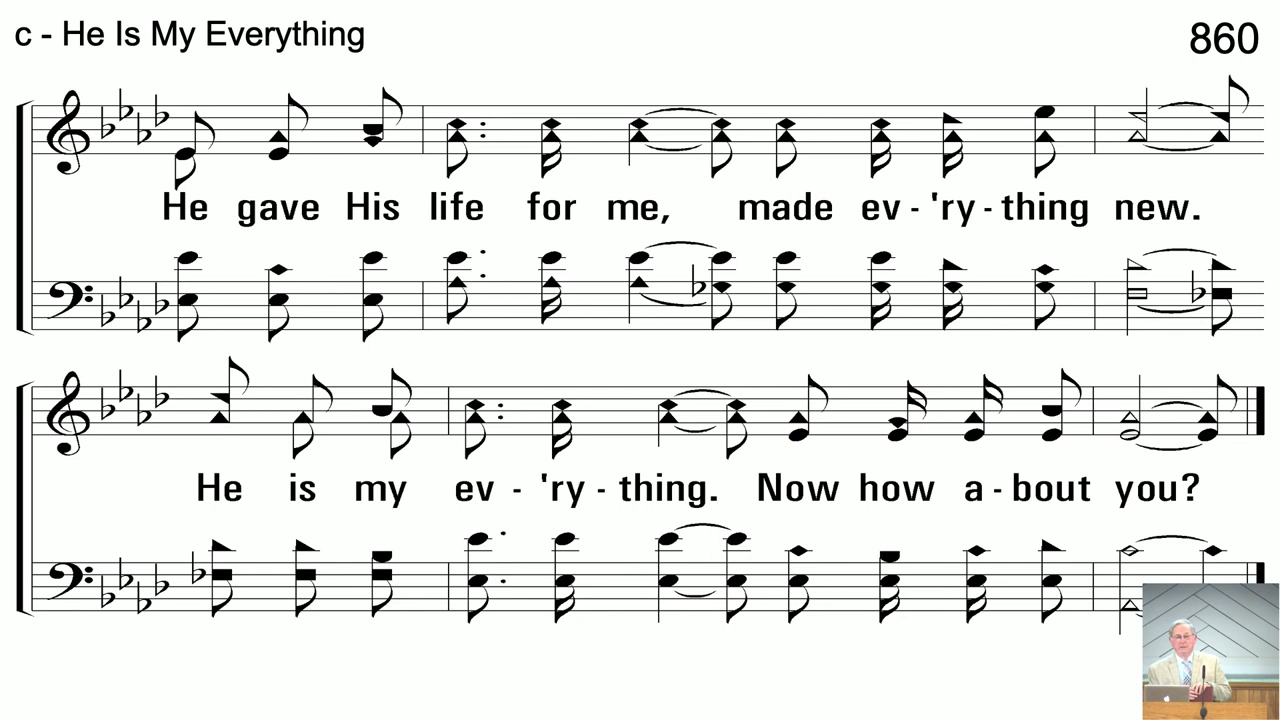 c - He Is My Everything
860
He gave His life for me, made ev - 'ry - thing new.
He is my ev - 'ry - thing. Now how a - bout you?